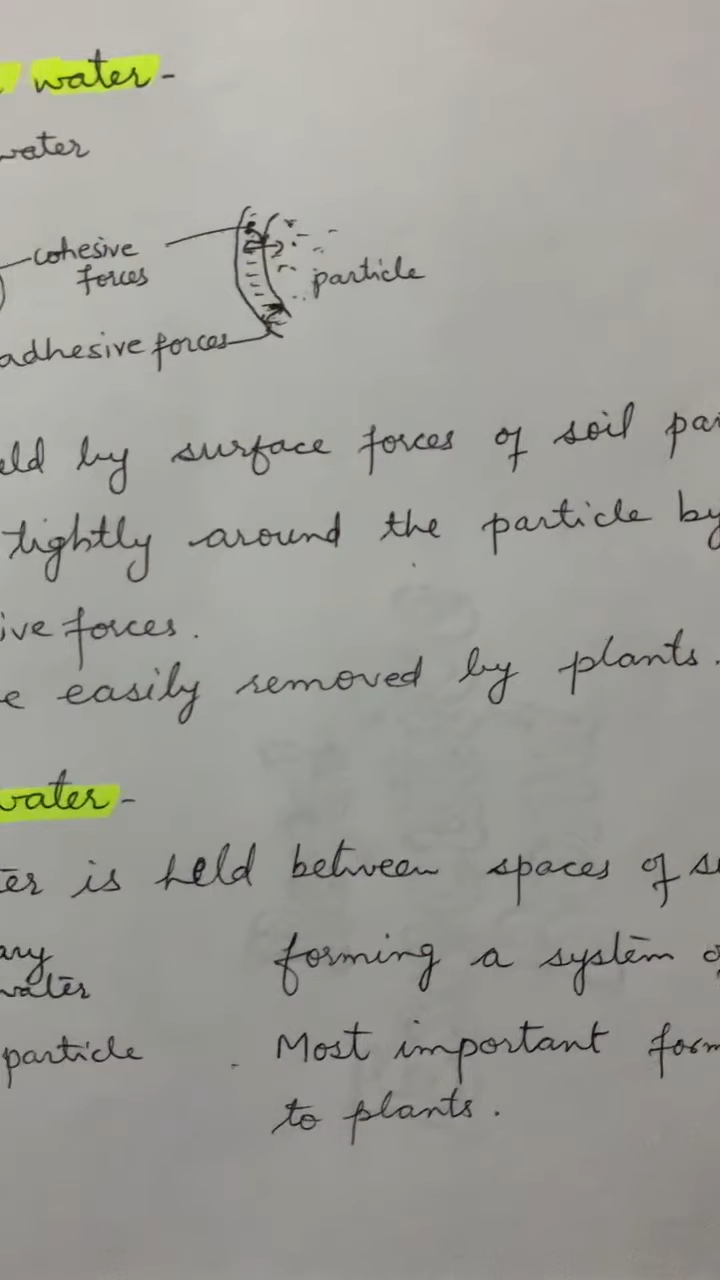 water -
water
cohesive
forces
particle
adhesive forces
eld by surface forces of soil par
tightly around the particle by
ive forces.
e easily removed by plants.
water -
er is held between spaces of s
ary
water
forming a system o
particle
. Most important form
to plants.